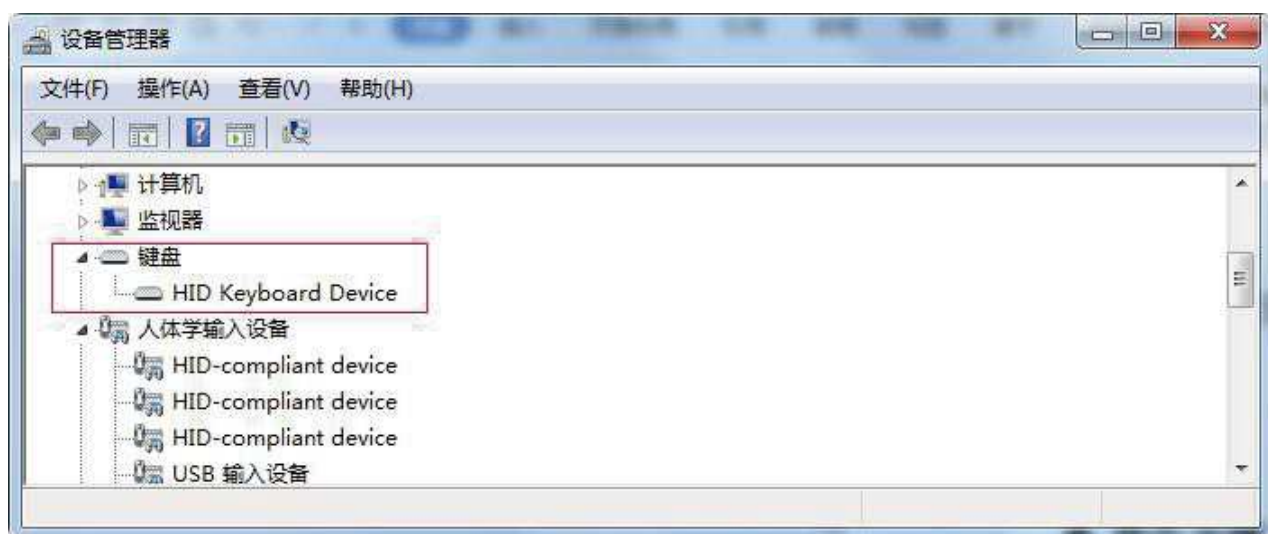 设备管理器
文件(F) 操作(A) 查看(V) 帮助(H)
计算机
监视器
键盘
HID Keyboard Device
人体学输入设备
HID-compliant device
HID-compliant device
HID-compliant device
USB 输入设备